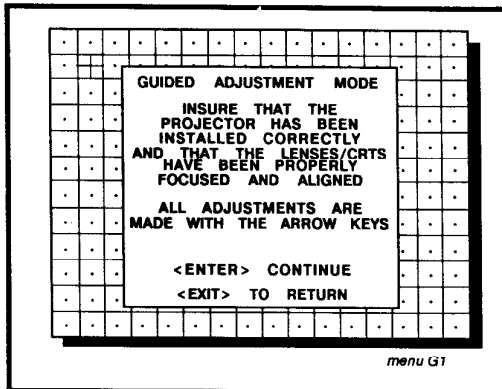 GUIDED ADJUSTMENT MODE
INSURE THAT THE
PROJECTOR HAS BEEN
INSTALLED CORRECTLY
AND THAT THE LENSES/CRTS
HAVE BEEN PROPERLY
FOCUSED AND ALIGNED
ALL ADJUSTMENTS ARE
MADE WITH THE ARROW KEYS
<ENTER> CONTINUE
<EXIT> TO RETURN
menu G1